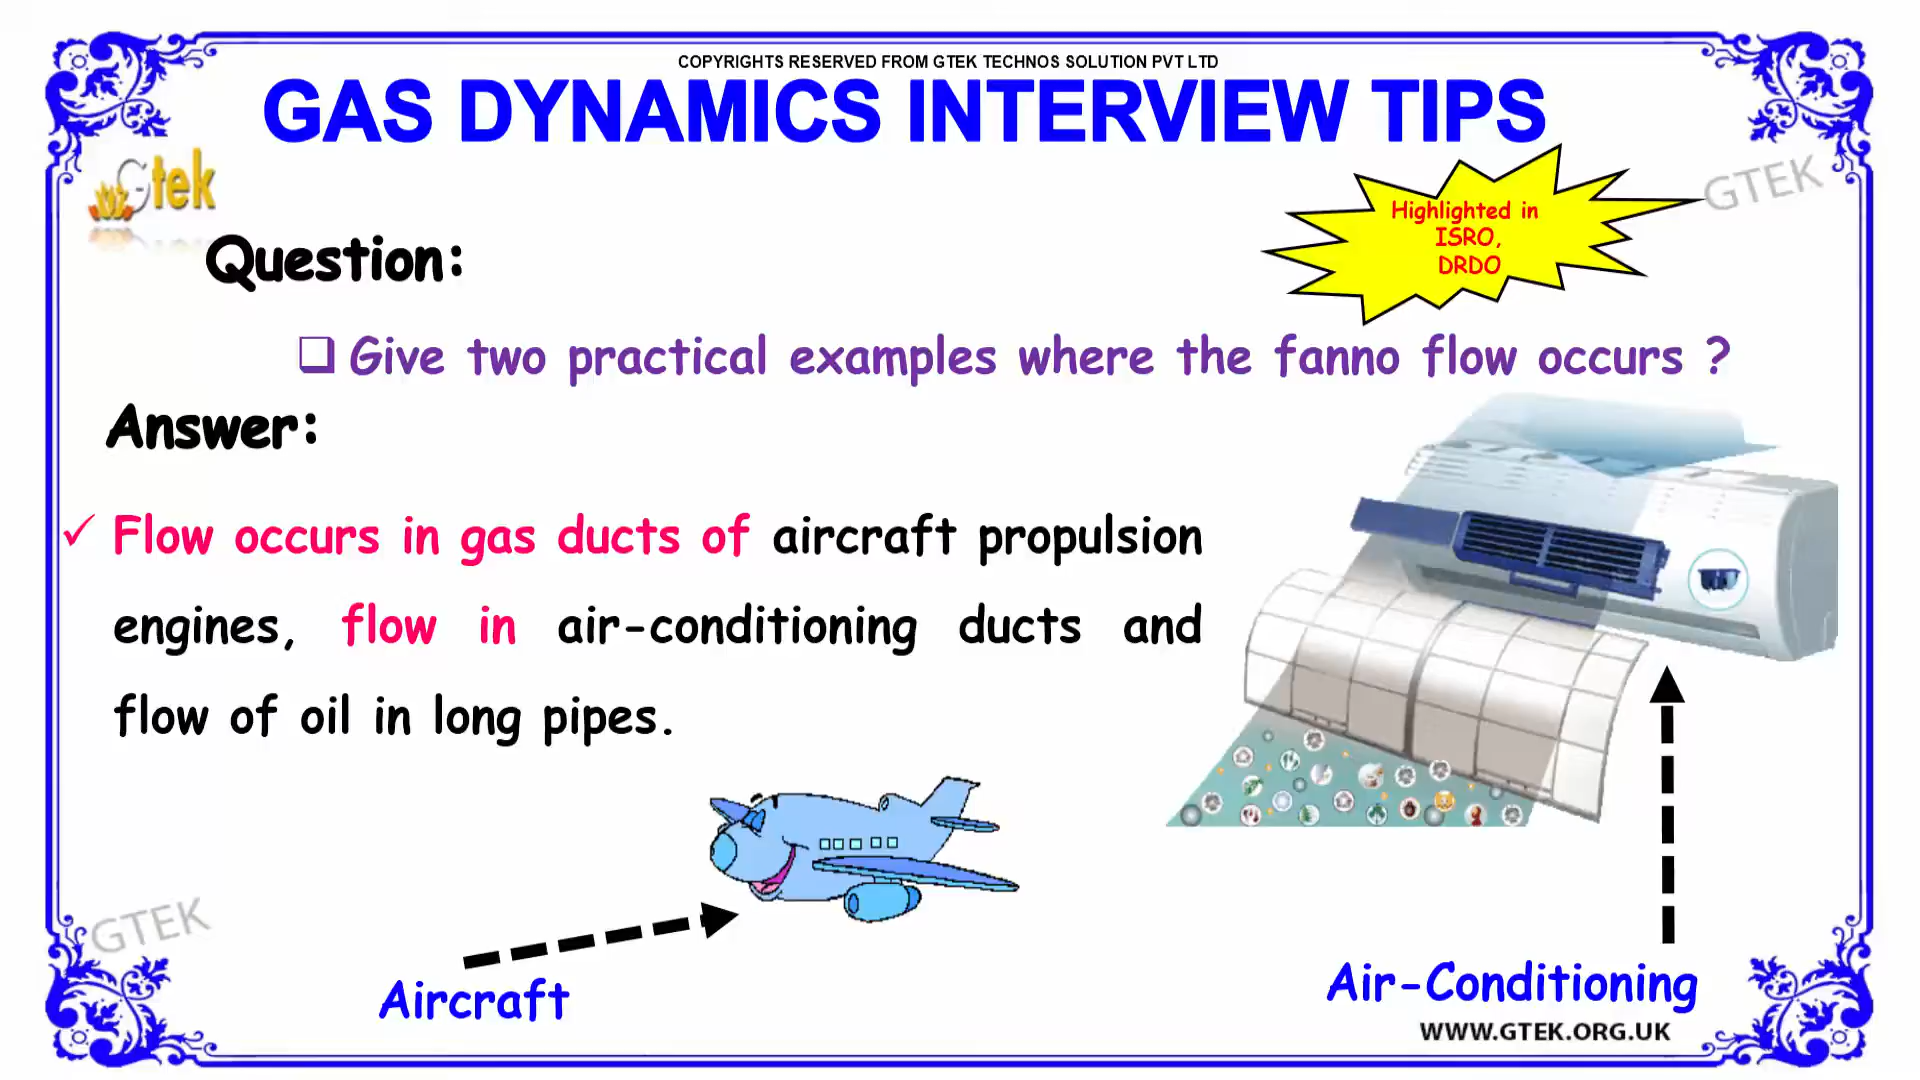 COPYRIGHTS RESERVED FROM GTEK TECHNOS SOLUTION PVT LTD
GAS DYNAMICS INTERVIEW TIPS
Gtek
GTEK
Highlighted in
ISRO,
DRDO
Question:
Give two practical examples where the fanno flow occurs ?
Answer:
Flow occurs in gas ducts of aircraft propulsion
engines, flow in air-conditioning ducts and
flow of oil in long pipes.
GTEK
Aircraft
Air-Conditioning
WWW.GTEK.ORG.UK